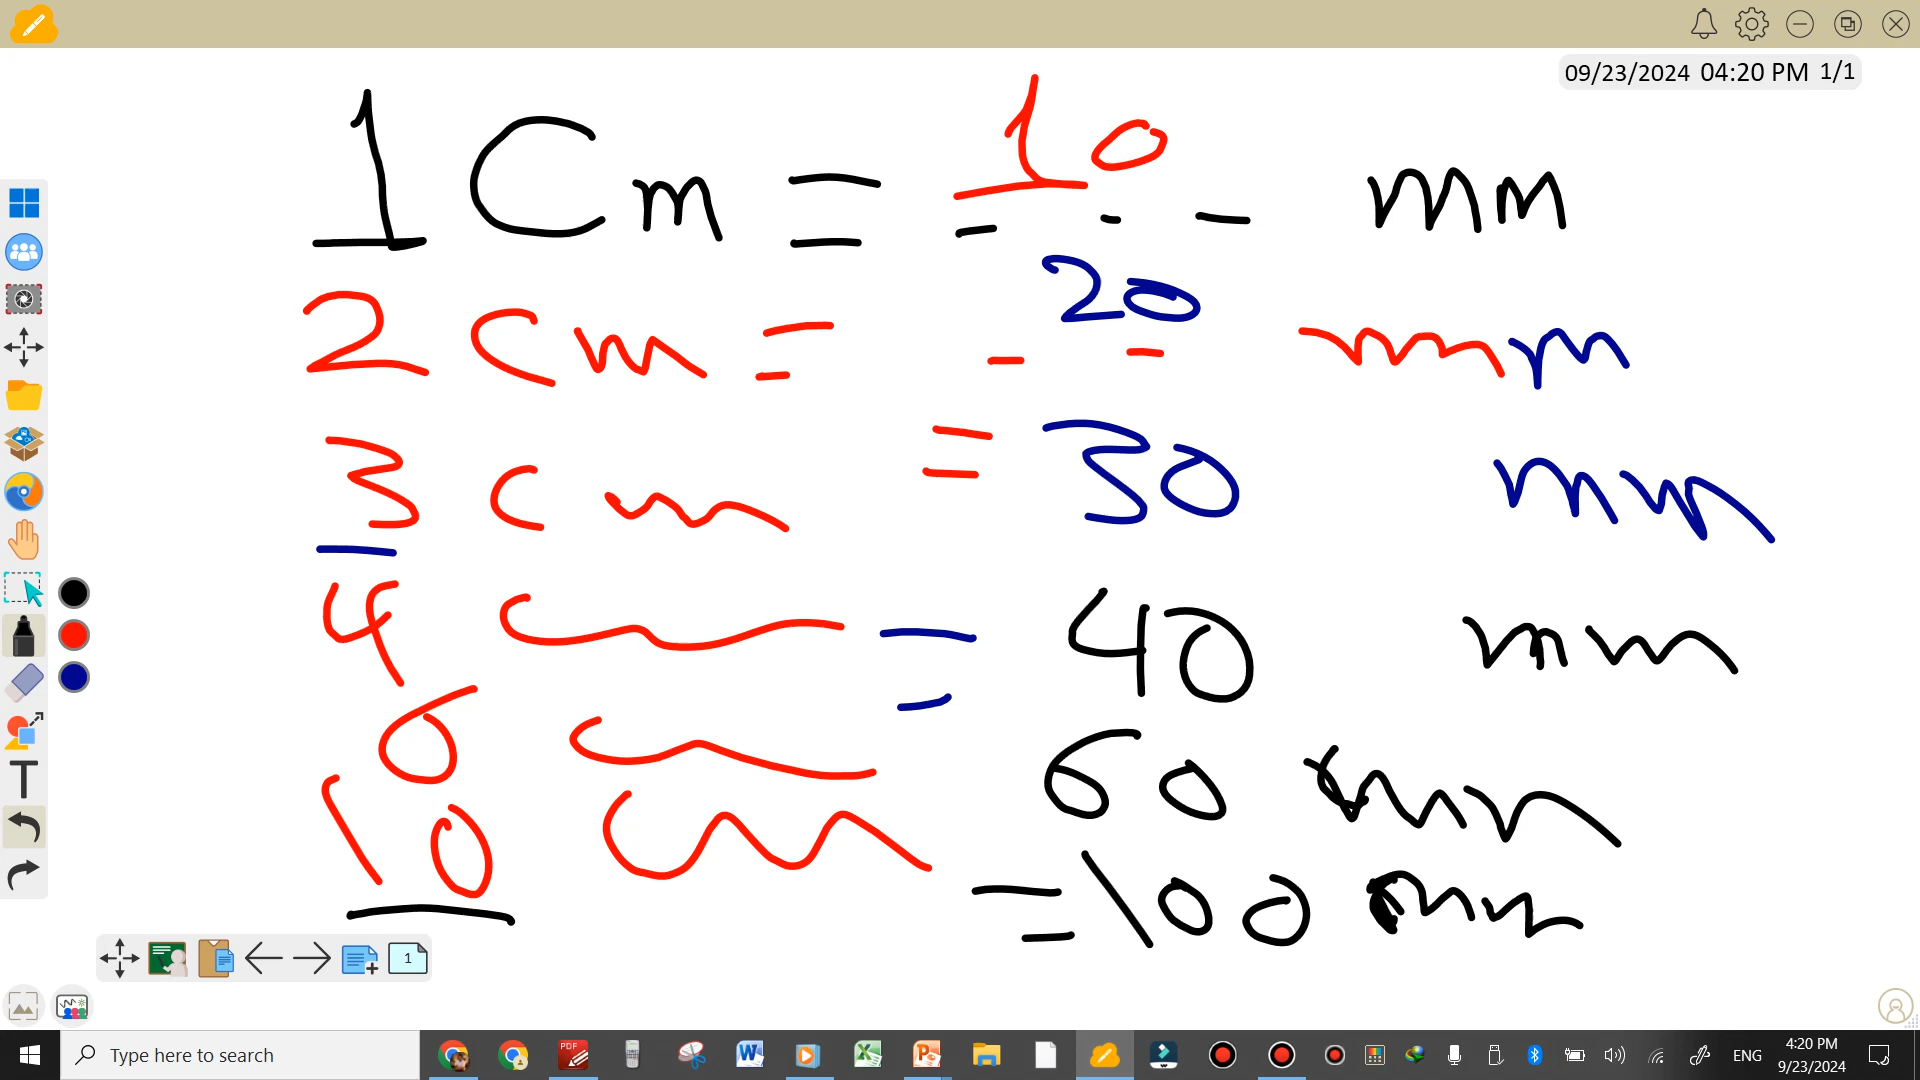 09/23/2024 04:20 PM 1/1
1 Cm = 10 mm
2 cm = 20 mm
3 cm = 30 mm
4 cm = 40 mm
6 cm 60 mm
10 cm = 100 mm
T
1
Type here to search
PDF
ENG
4:20 PM
9/23/2024